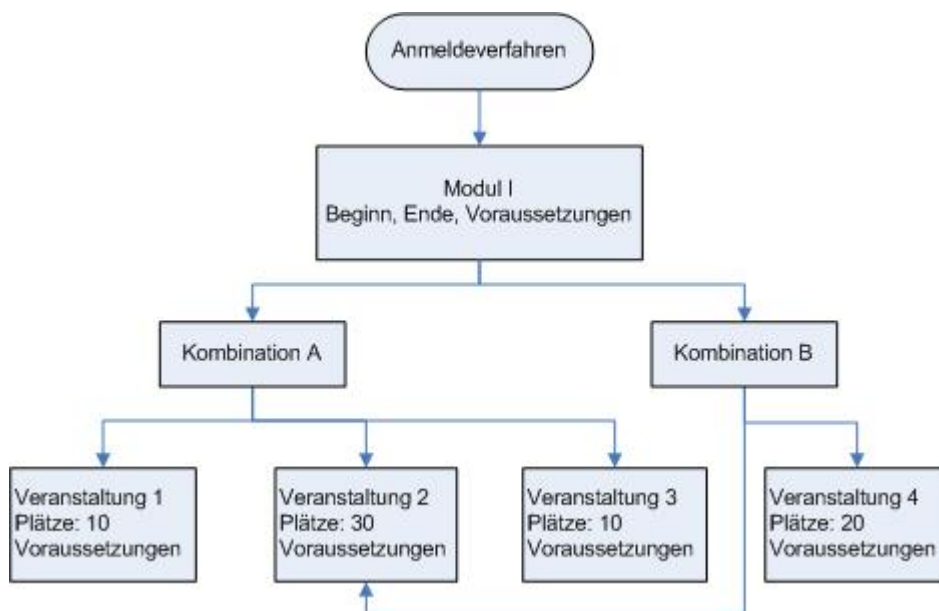 Anmeldeverfahren
Modul I
Beginn, Ende, Voraussetzungen
Kombination A
Kombination B
Veranstaltung 1
Plätze: 10
Voraussetzungen
Veranstaltung 2
Plätze: 30
Voraussetzungen
Veranstaltung 3
Plätze: 10
Voraussetzungen
Veranstaltung 4
Plätze: 20
Voraussetzungen